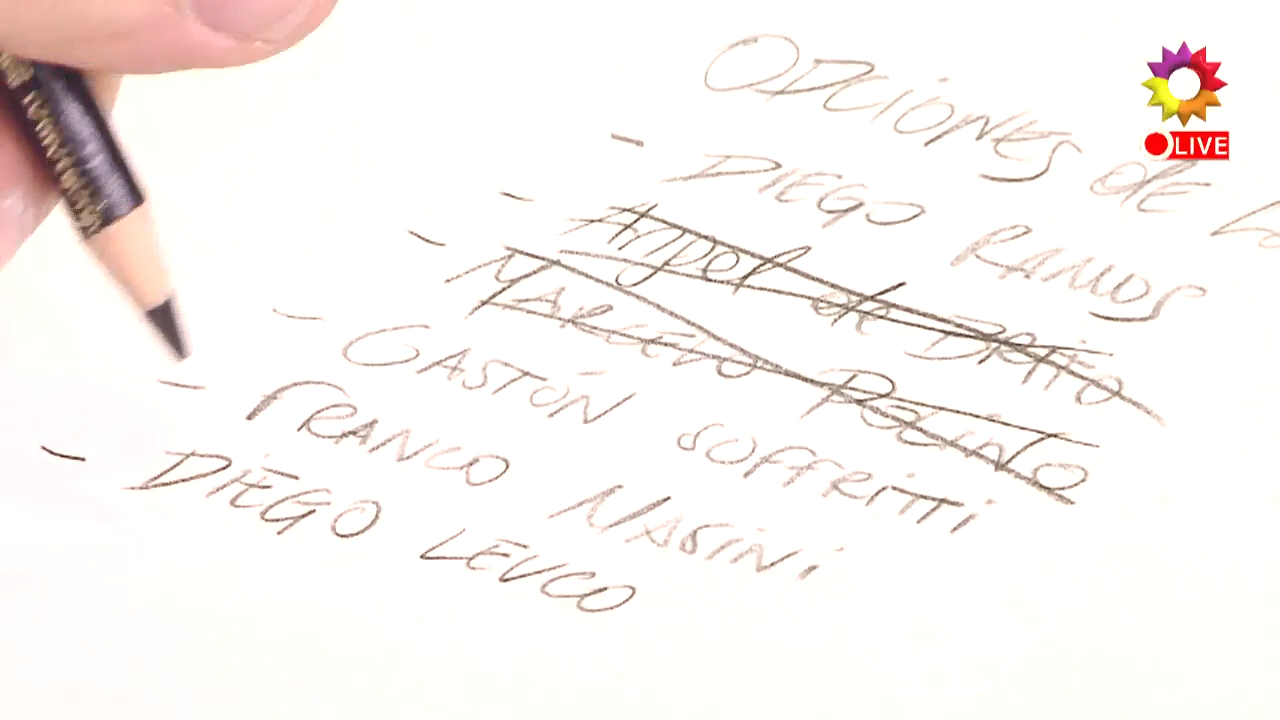 OPCIONES de
- DIEGO RAMOS
- Angel de BRITO
- MARCELO POLINO
- GASTÓN SOFFRITTI
- FRANCO MASINI
- DIEGO LEUCO
LIVE